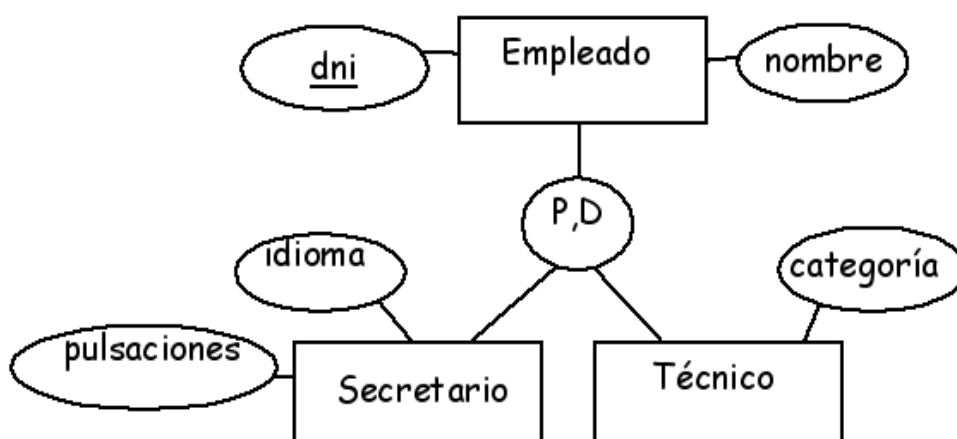 Empleado
dni
nombre
P,D
idioma
categoría
pulsaciones
Secretario
Técnico